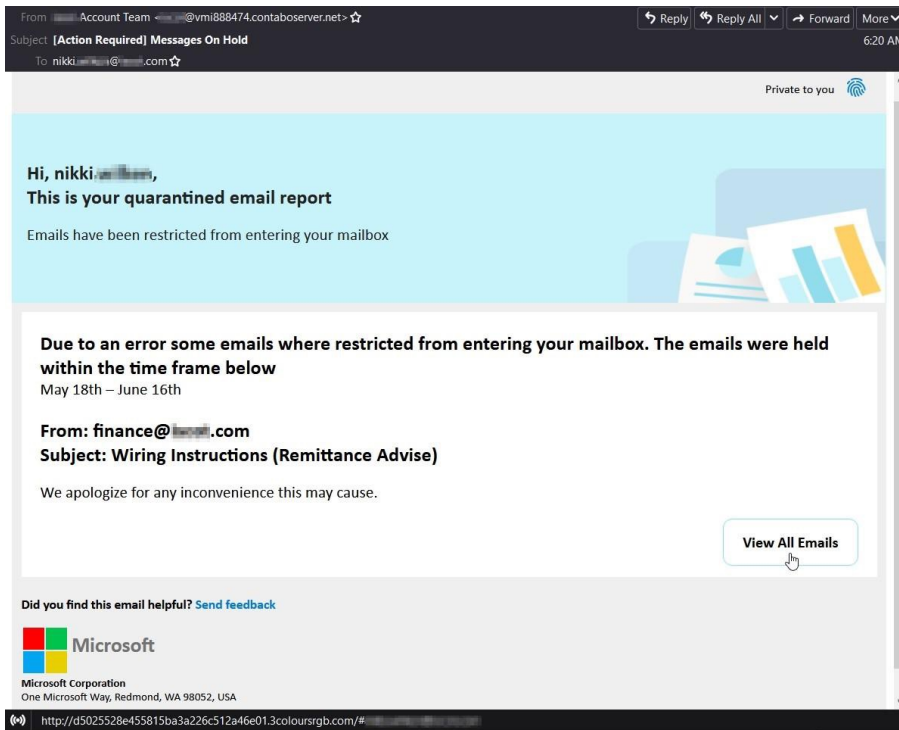 From Account Team < @vmi888474.contaboserver.net> Reply Reply All Forward More
Subject [Action Required] Messages On Hold 6:20 AM
To nikki. @ .com
Private to you
Hi, nikki. ,
This is your quarantined email report
Emails have been restricted from entering your mailbox
Due to an error some emails where restricted from entering your mailbox. The emails were held
within the time frame below
May 18th – June 16th
From: finance@ .com
Subject: Wiring Instructions (Remittance Advise)
We apologize for any inconvenience this may cause.
View All Emails
Did you find this email helpful? Send feedback
Microsoft
Microsoft Corporation
One Microsoft Way, Redmond, WA 98052, USA
http://d5025528e455815ba3a226c512a46e01.3coloursrgb.com/#